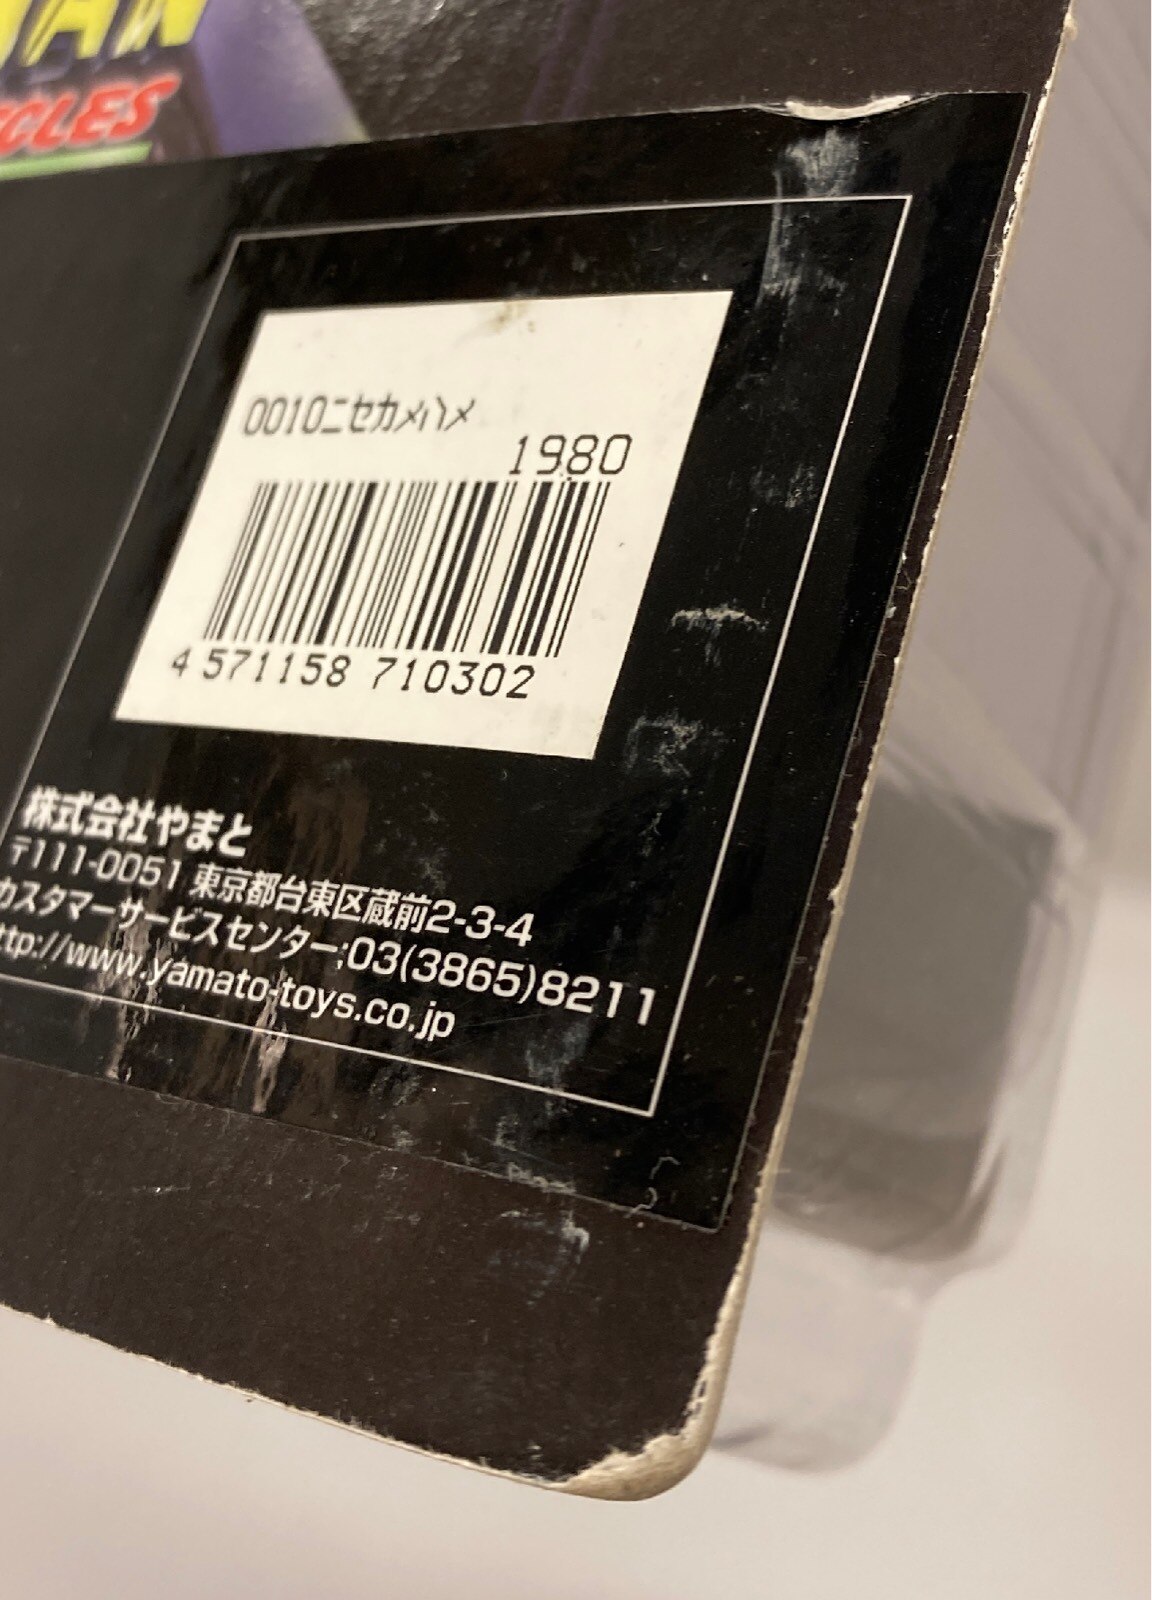 MAN
CLES
0010ニセカメハメ
1980
4 571158 710302
株式会社やまと
〒111-0051 東京都台東区蔵前2-3-4
カスタマーサービスセンター;03(3865)8211
ttp://www.yamato-toys.co.jp